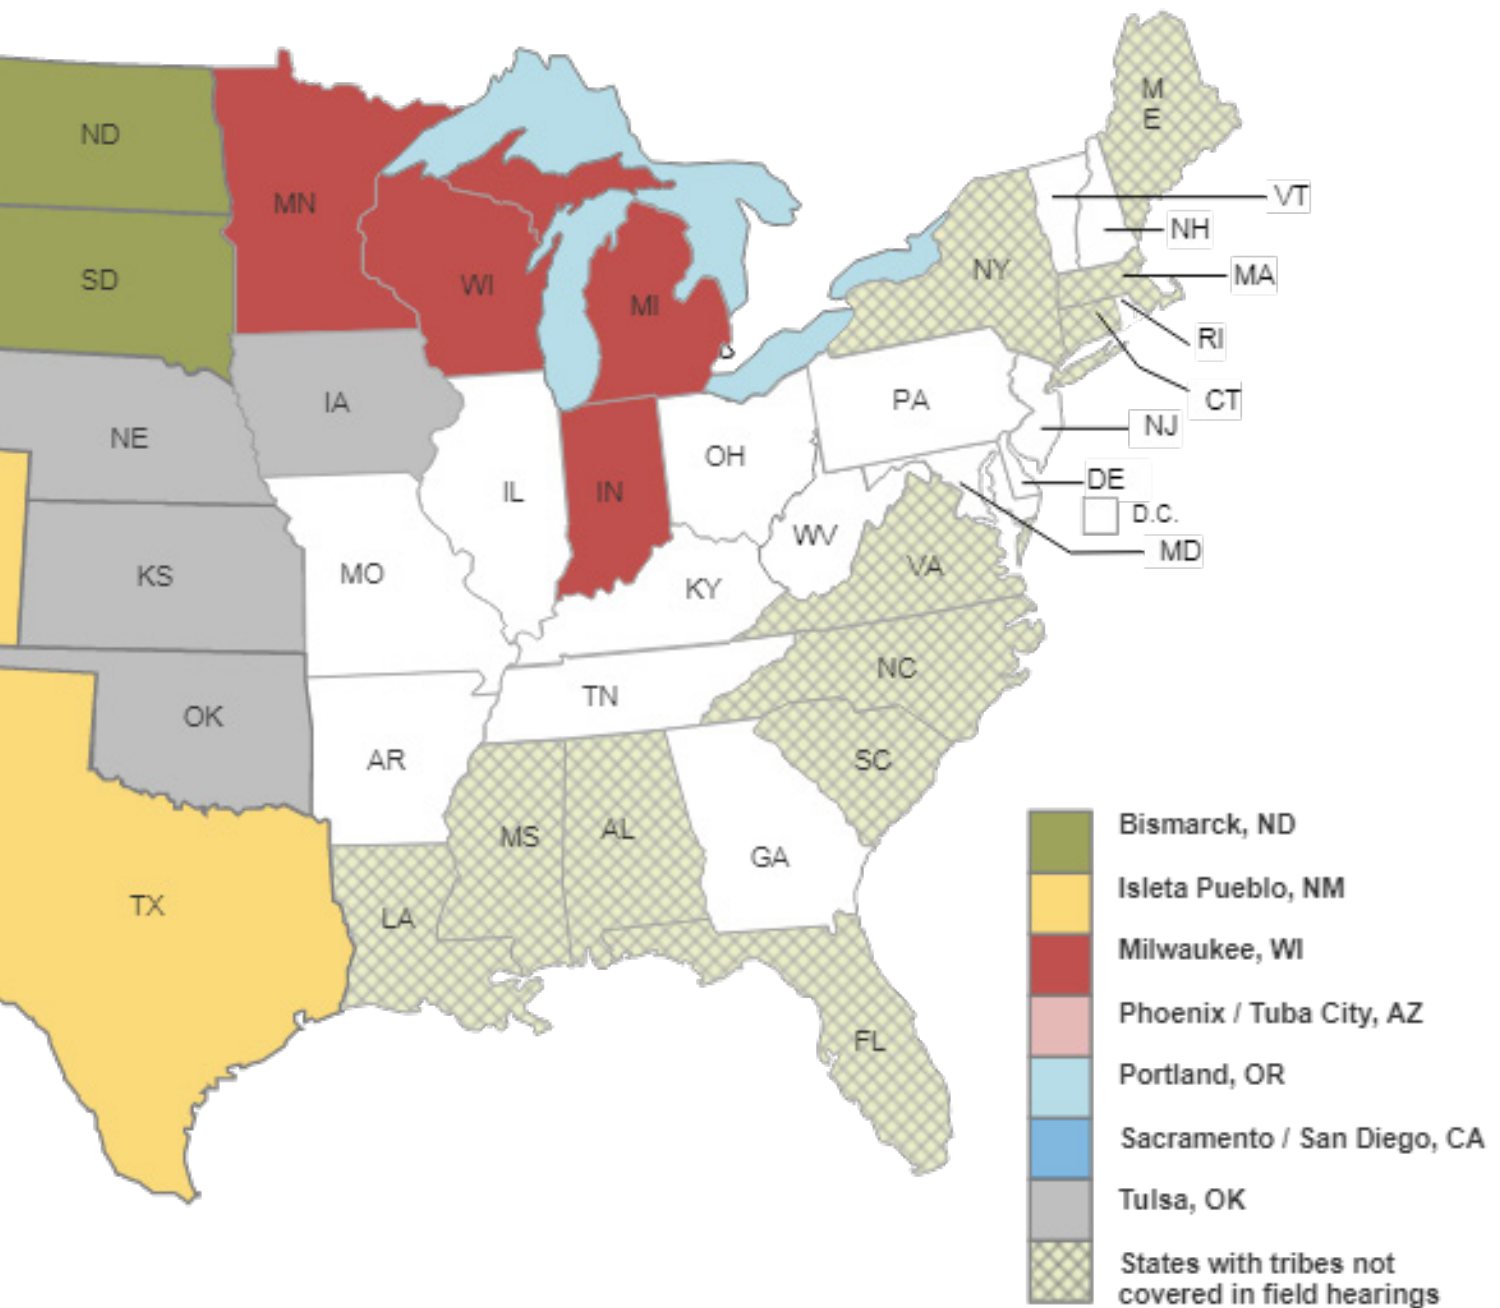 M
E
ND
VT
MN
NH
NY
MA
SD
WI
MI
RI
IA
PA
CT
NJ
NE
OH
DE
IL
IN
D.C.
WV
MD
KS
MO
KY
VA
NC
TN
OK
AR
SC
MS
AL
GA
TX
LA
FL
Bismarck, ND
Isleta Pueblo, NM
Milwaukee, WI
Phoenix / Tuba City, AZ
Portland, OR
Sacramento / San Diego, CA
Tulsa, OK
States with tribes not
covered in field hearings